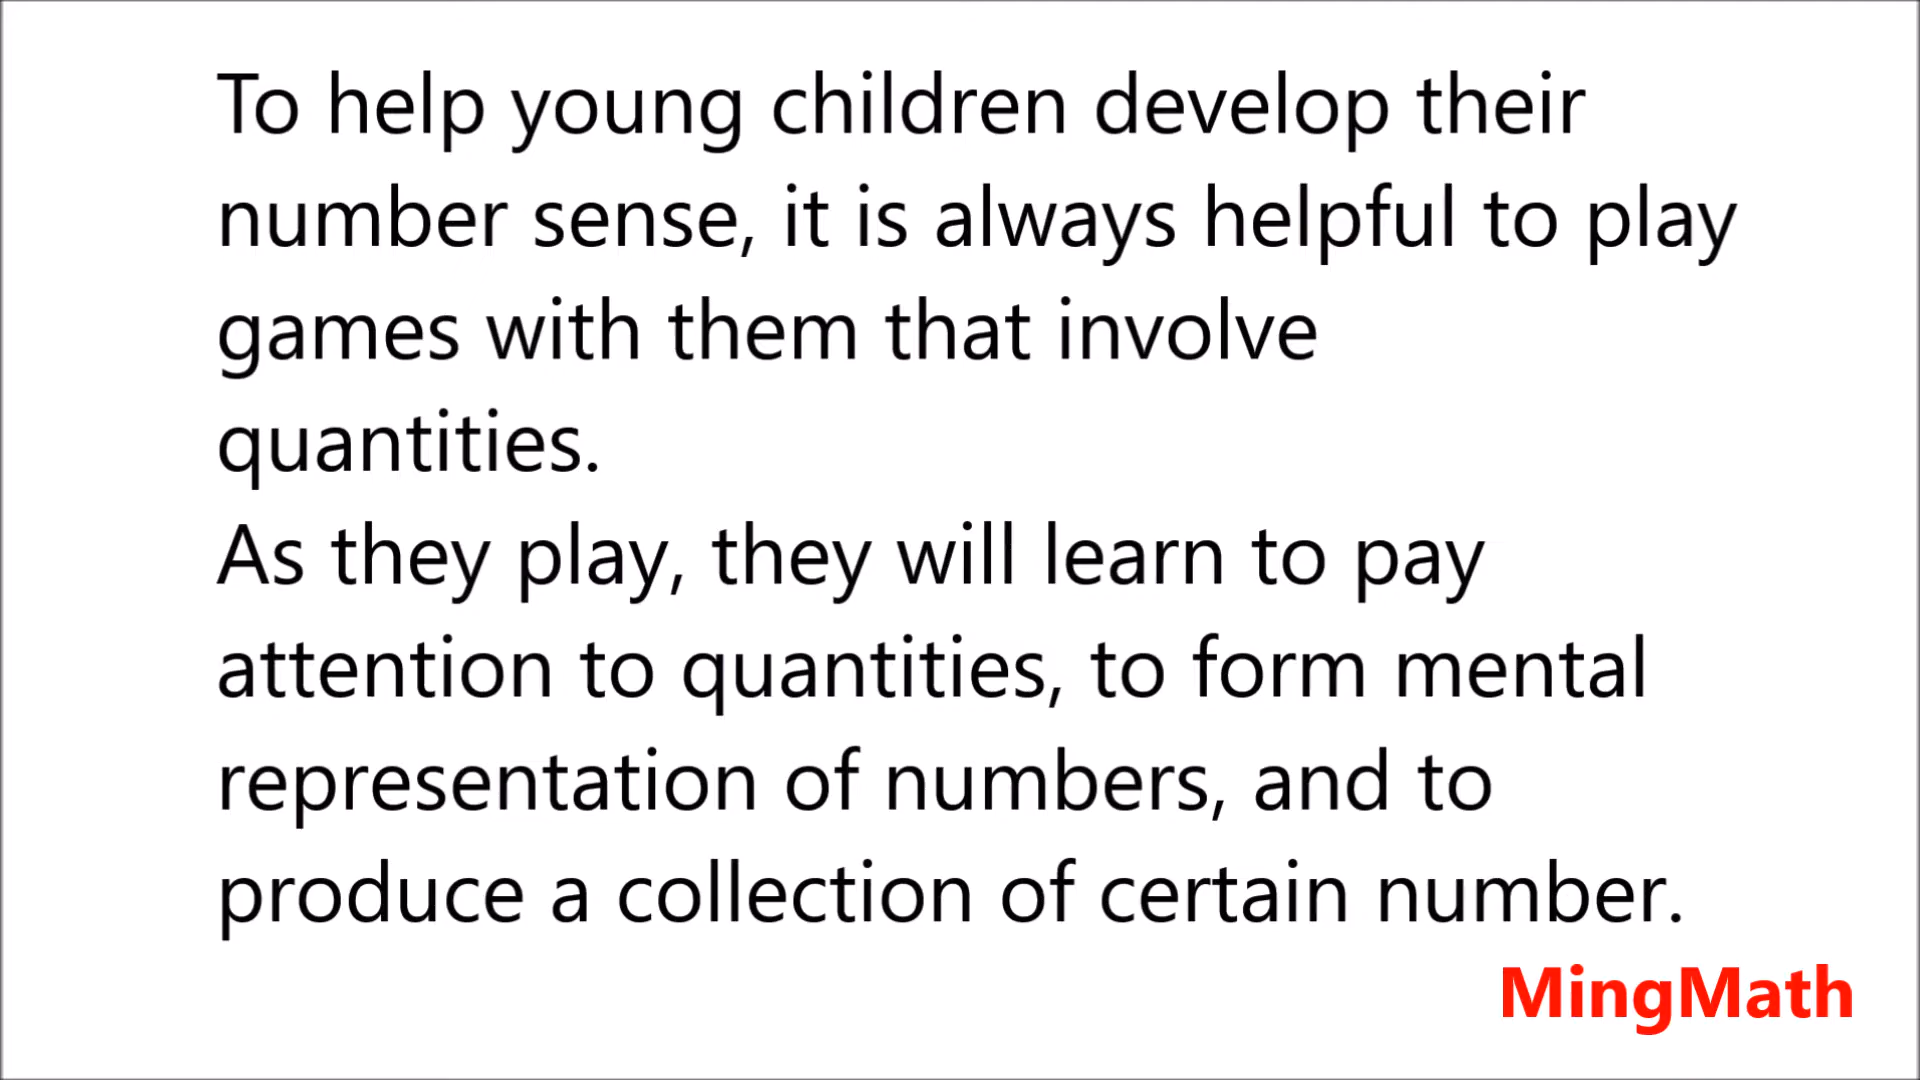 To help young children develop their
number sense, it is always helpful to play
games with them that involve
quantities.
As they play, they will learn to pay
attention to quantities, to form mental
representation of numbers, and to
produce a collection of certain number.
MingMath